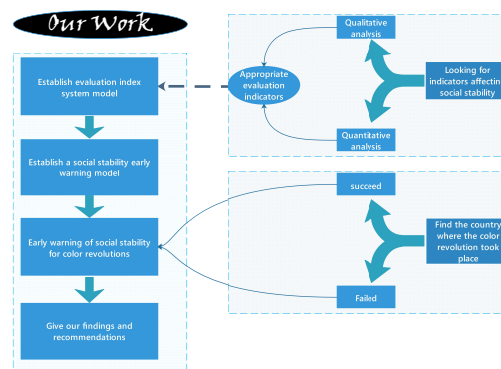 Our Work
Establish evaluation index
system model
Establish a social stability early
warning model
Early warning of social stability
for color revolutions
Give our findings and
recommendations
Appropriate
evaluation
indicators
Qualitative
analysis
Quantitative
analysis
Looking for
indicators affectin
social stability
succeed
Failed
Find the country
where the color
revolution took
place